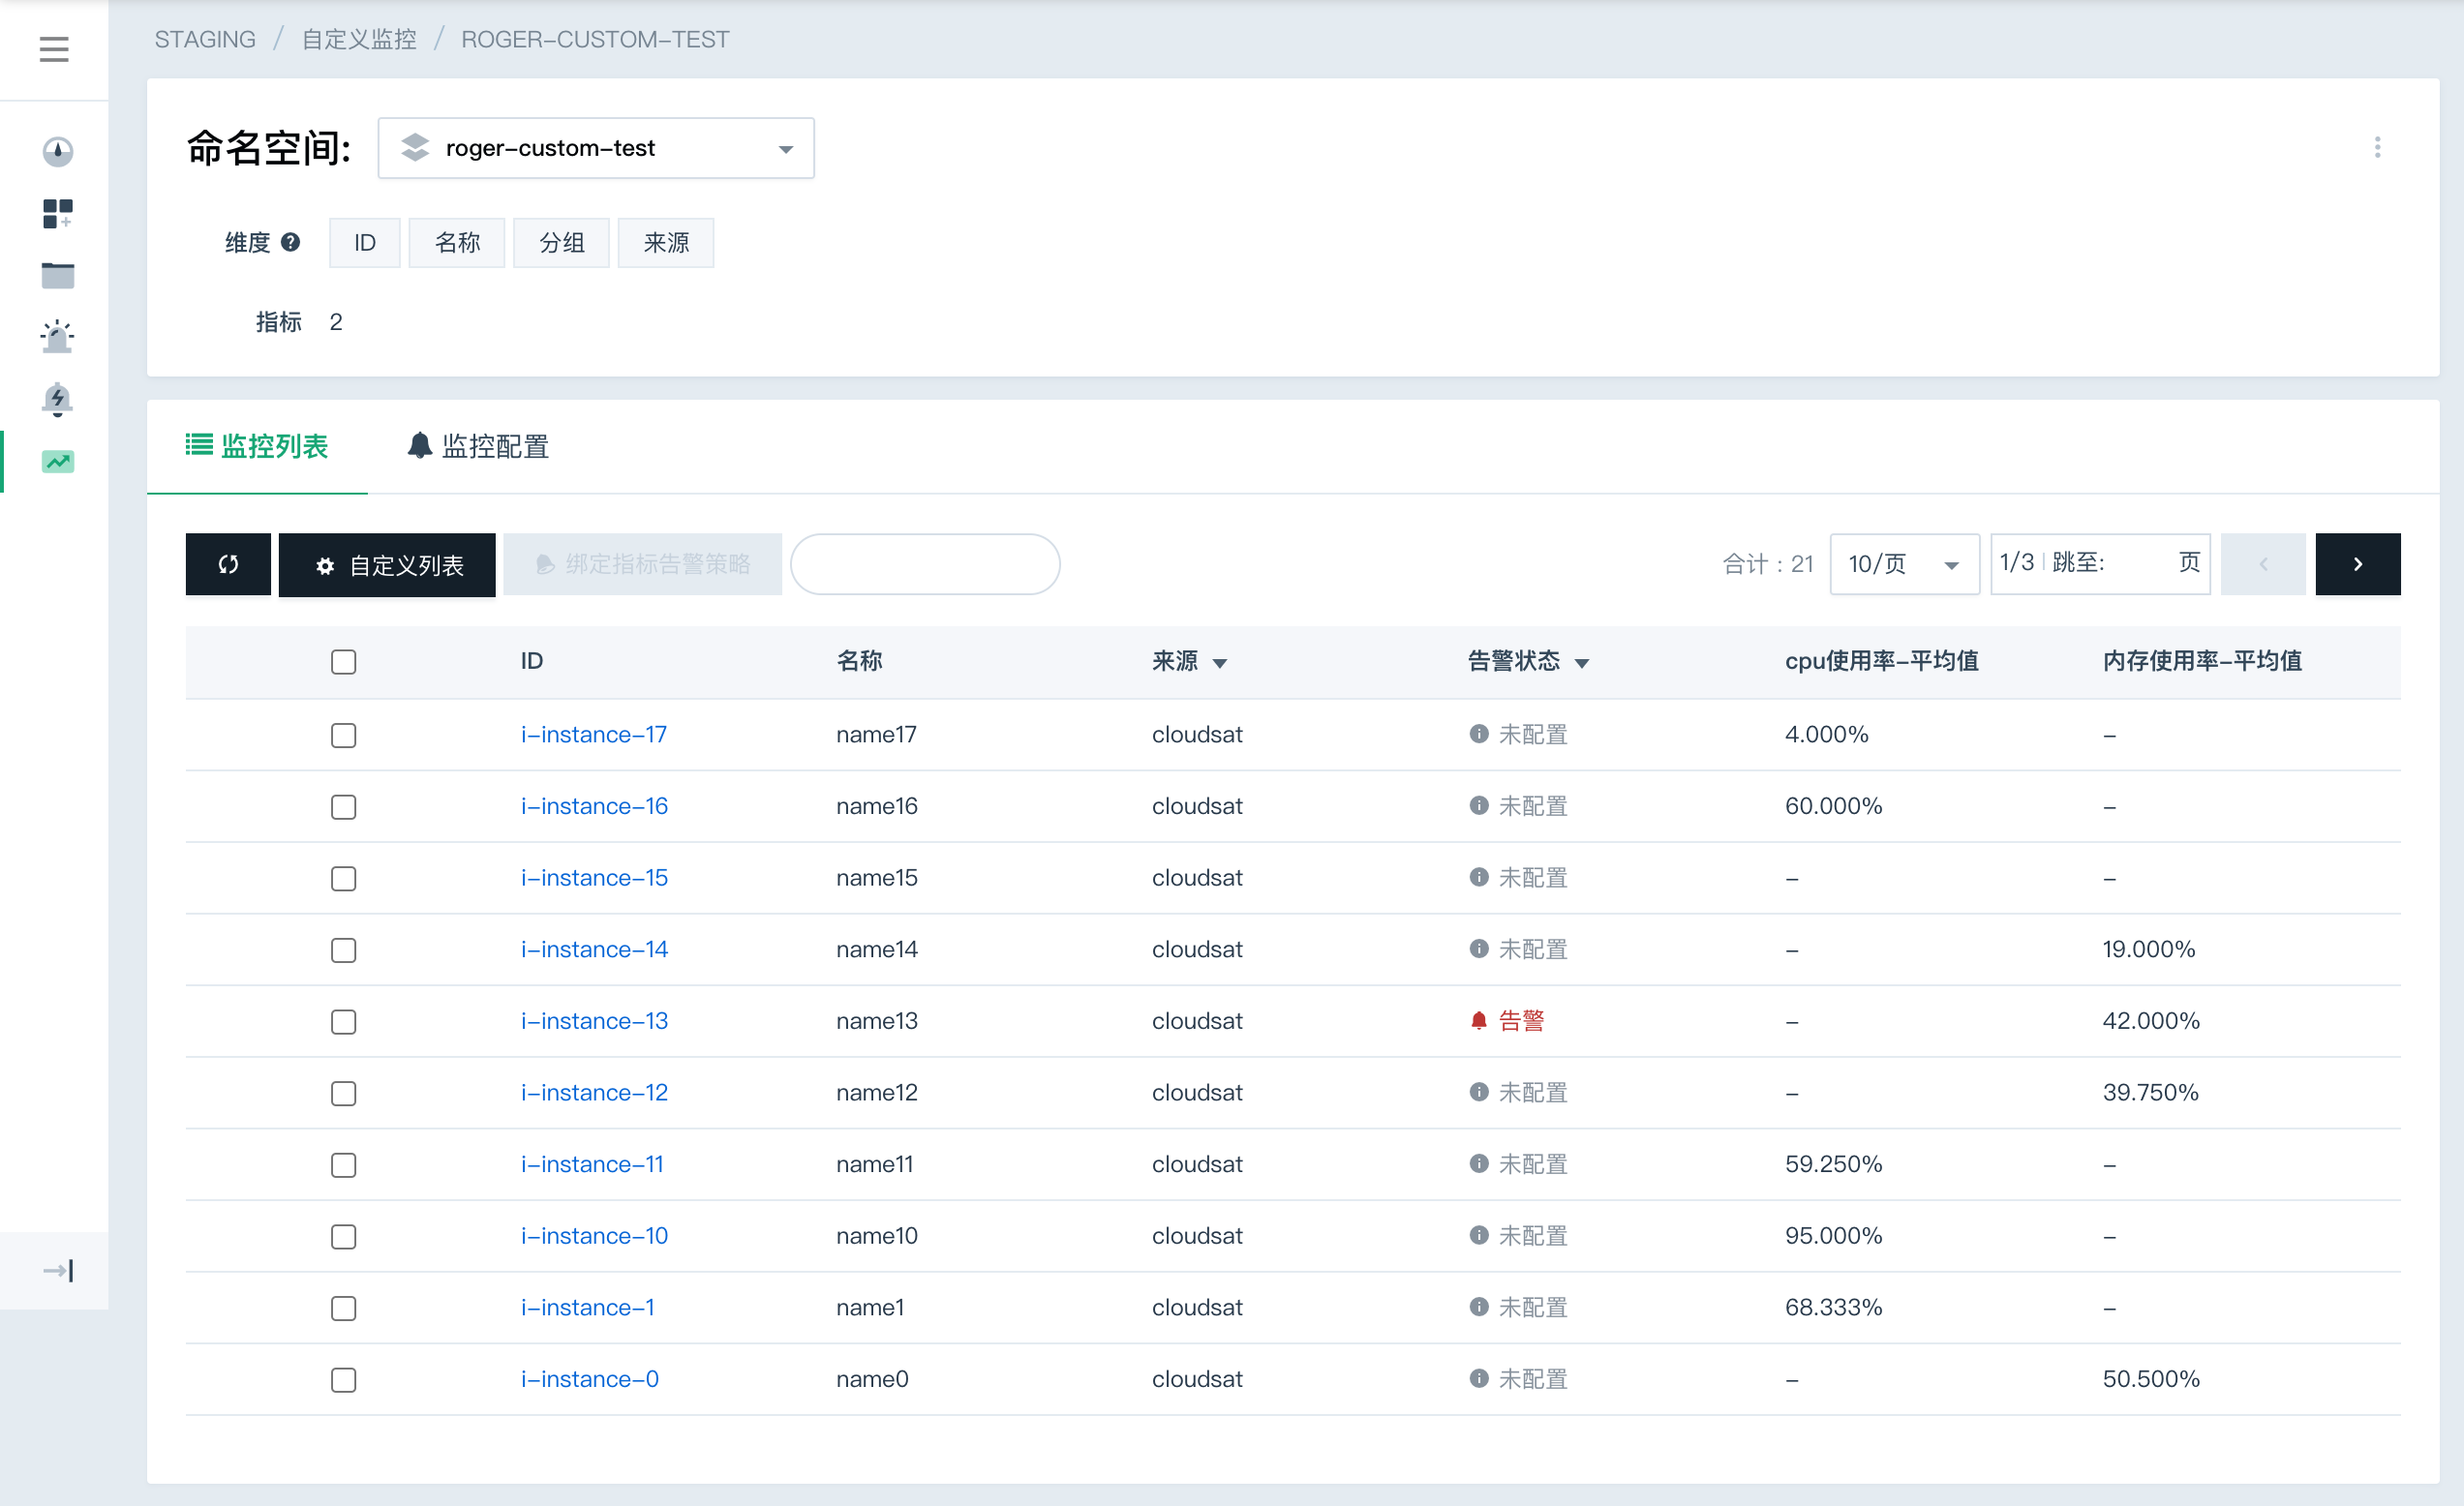 STAGING / 自定义监控 / ROGER-CUSTOM-TEST
命名空间: roger-custom-test
维度 ID 名称 分组 来源
指标 2
监控列表 监控配置
自定义列表 绑定指标告警策略 合计：21 10/页 1/3 跳至: 页
ID 名称 来源 告警状态 cpu使用率-平均值 内存使用率-平均值
i-instance-17 name17 cloudsat 未配置 4.000% -
i-instance-16 name16 cloudsat 未配置 60.000% -
i-instance-15 name15 cloudsat 未配置 - -
i-instance-14 name14 cloudsat 未配置 - 19.000%
i-instance-13 name13 cloudsat 告警 - 42.000%
i-instance-12 name12 cloudsat 未配置 - 39.750%
i-instance-11 name11 cloudsat 未配置 59.250% -
i-instance-10 name10 cloudsat 未配置 95.000% -
i-instance-1 name1 cloudsat 未配置 68.333% -
i-instance-0 name0 cloudsat 未配置 - 50.500%